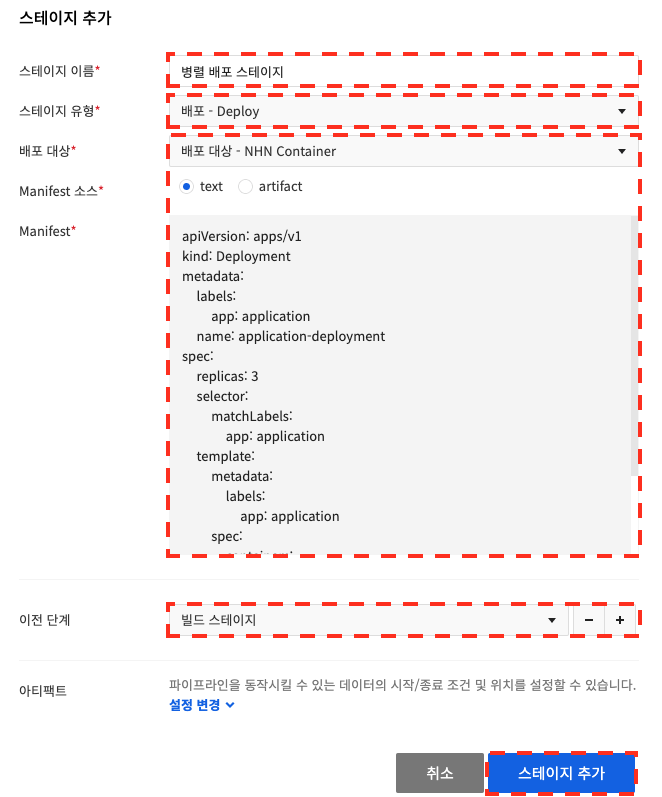 스테이지 추가
스테이지 이름*
병렬 배포 스테이지
스테이지 유형*
배포 - Deploy
배포 대상*
배포 대상 - NHN Container
Manifest 소스*
text
artifact
Manifest*
apiVersion: apps/v1
kind: Deployment
metadata:
labels:
app: application
name: application-deployment
spec:
replicas: 3
selector:
matchLabels:
app: application
template:
metadata:
labels:
app: application
spec:
이전 단계
빌드 스테이지
아티팩트
파이프라인을 동작시킬 수 있는 데이터의 시작/종료 조건 및 위치를 설정할 수 있습니다.
설정 변경
취소
스테이지 추가